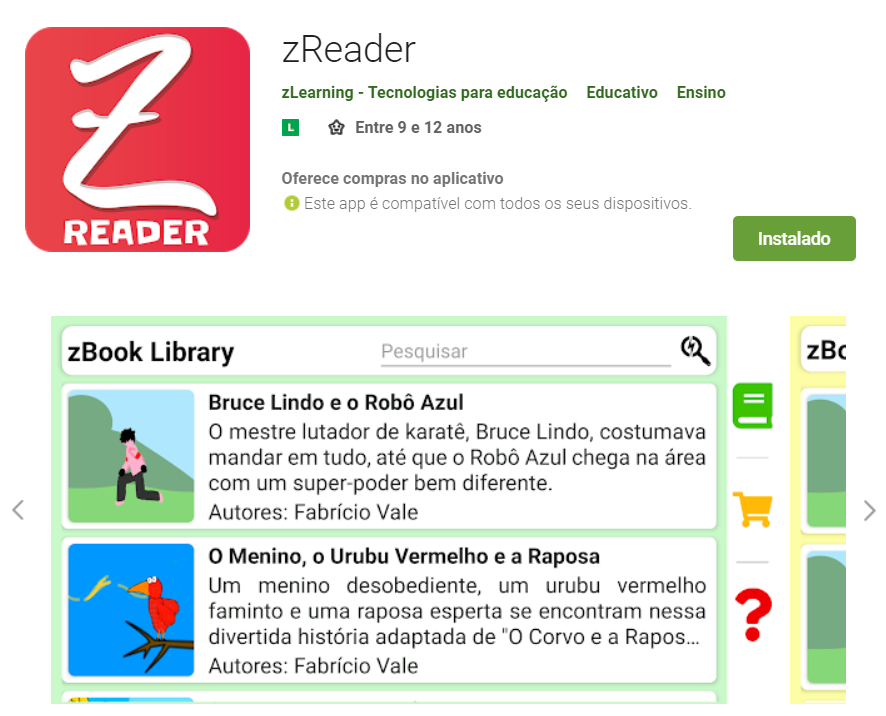 Z
READER
zReader
zLearning - Tecnologias para educação Educativo Ensino
L Entre 9 e 12 anos
Oferece compras no aplicativo
Este app é compatível com todos os seus dispositivos.
Instalado
zBook Library Pesquisar
Bruce Lindo e o Robô Azul
O mestre lutador de karatê, Bruce Lindo, costumava
mandar em tudo, até que o Robô Azul chega na área
com um super-poder bem diferente.
Autores: Fabrício Vale
O Menino, o Urubu Vermelho e a Raposa
Um menino desobediente, um urubu vermelho
faminto e uma raposa esperta se encontram nessa
divertida história adaptada de "O Corvo e a Rapos...
Autores: Fabrício Vale
?